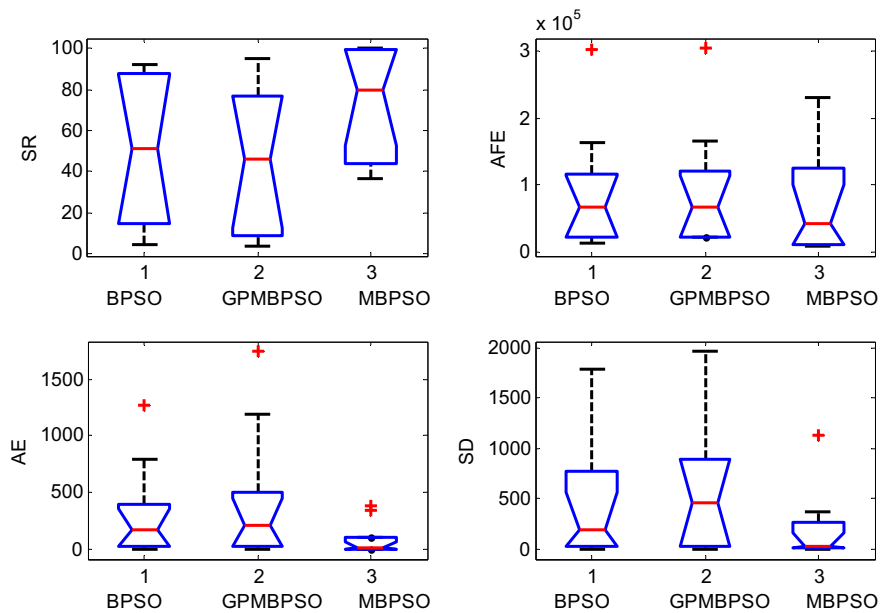 100
80
60
40
20
0
SR
1 2 3
BPSO GPMBPSO MBPSO
x 10^5
3
2
1
0
AFE
1 2 3
BPSO GPMBPSO MBPSO
1500
1000
500
0
AE
1 2 3
BPSO GPMBPSO MBPSO
2000
1500
1000
500
0
SD
1 2 3
BPSO GPMBPSO MBPSO